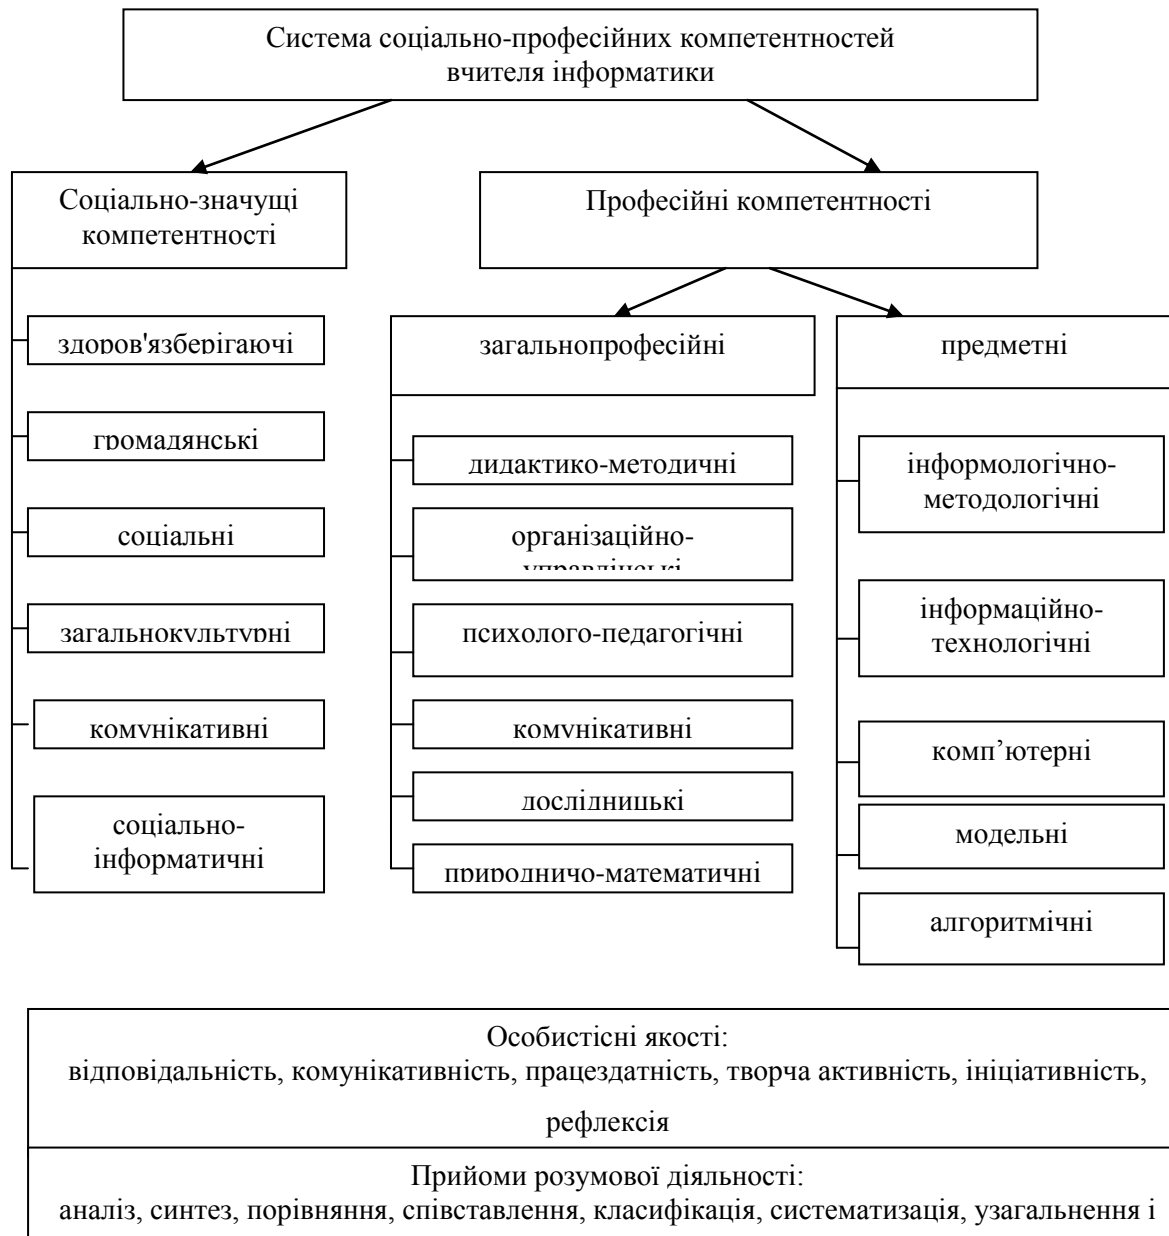 Система соціально-професійних компетентностей
вчителя інформатики
Соціально-значущі
компетентності
Професійні компетентності
здоров'язберігаючі
громадянські
соціальні
загальнокультурні
комунікативні
соціально-
інформатичні
загальнопрофесійні
дидактико-методичні
організаційно-
управлінські
психолого-педагогічні
комунікативні
дослідницькі
природничо-математичні
предметні
інформологічно-
методологічні
інформаційно-
технологічні
комп’ютерні
модельні
алгоритмічні
Особистісні якості:
відповідальність, комунікативність, працездатність, творча активність, ініціативність,
рефлексія
Прийоми розумової діяльності:
аналіз, синтез, порівняння, співставлення, класифікація, систематизація, узагальнення і